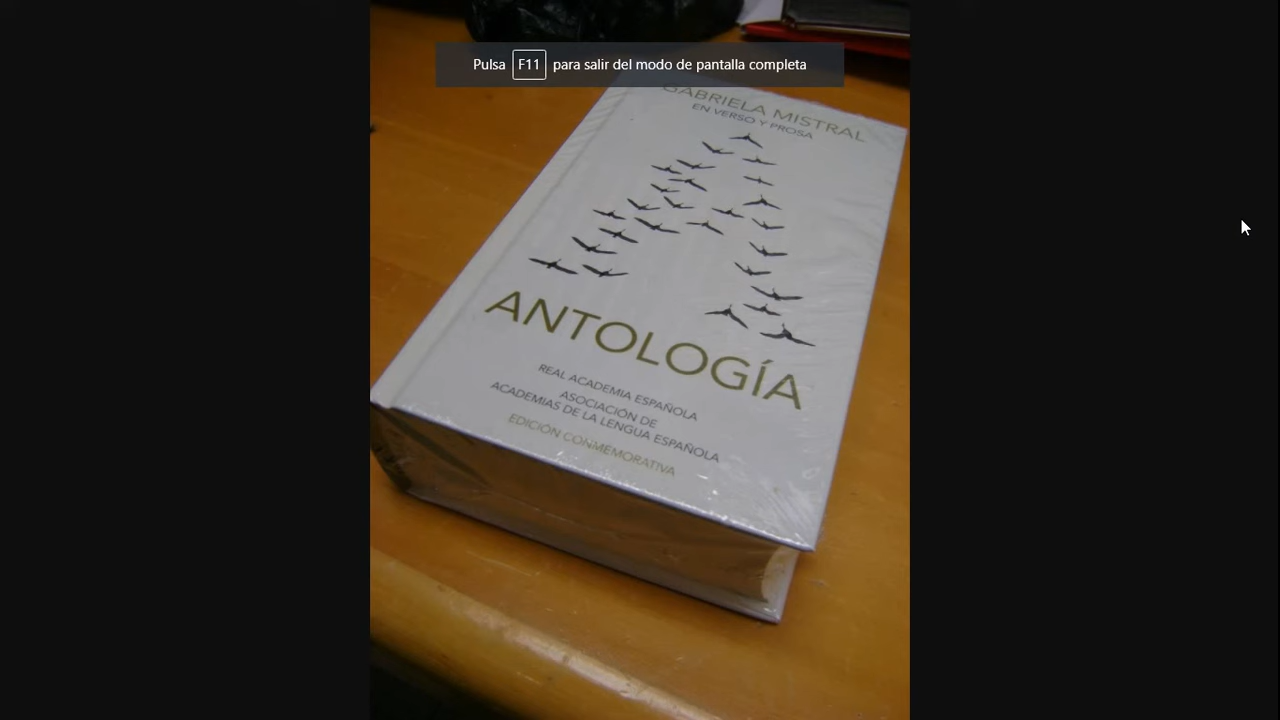 Pulsa F11 para salir del modo de pantalla completa
GABRIELA MISTRAL
EN VERSO Y PROSA
ANTOLOGÍA
REAL ACADEMIA ESPAÑOLA
ASOCIACIÓN DE
ACADEMIAS DE LA LENGUA ESPAÑOLA
EDICIÓN CONMEMORATIVA